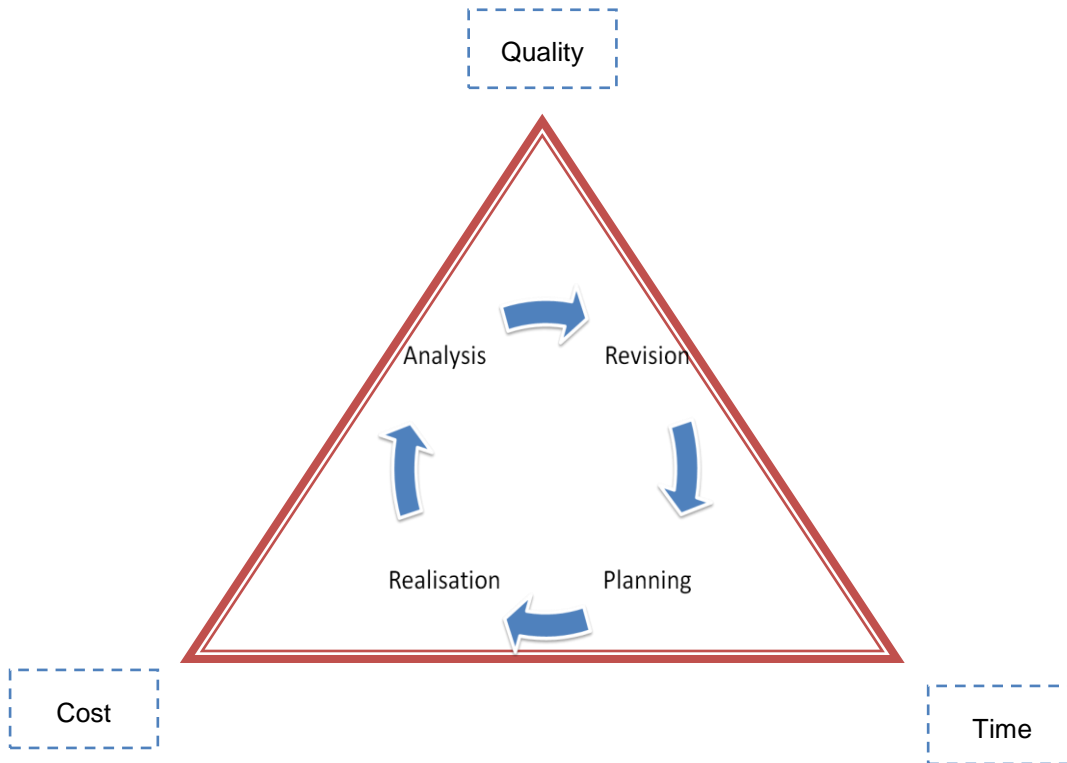 Quality
Analysis
Revision
Realisation
Planning
Cost
Time